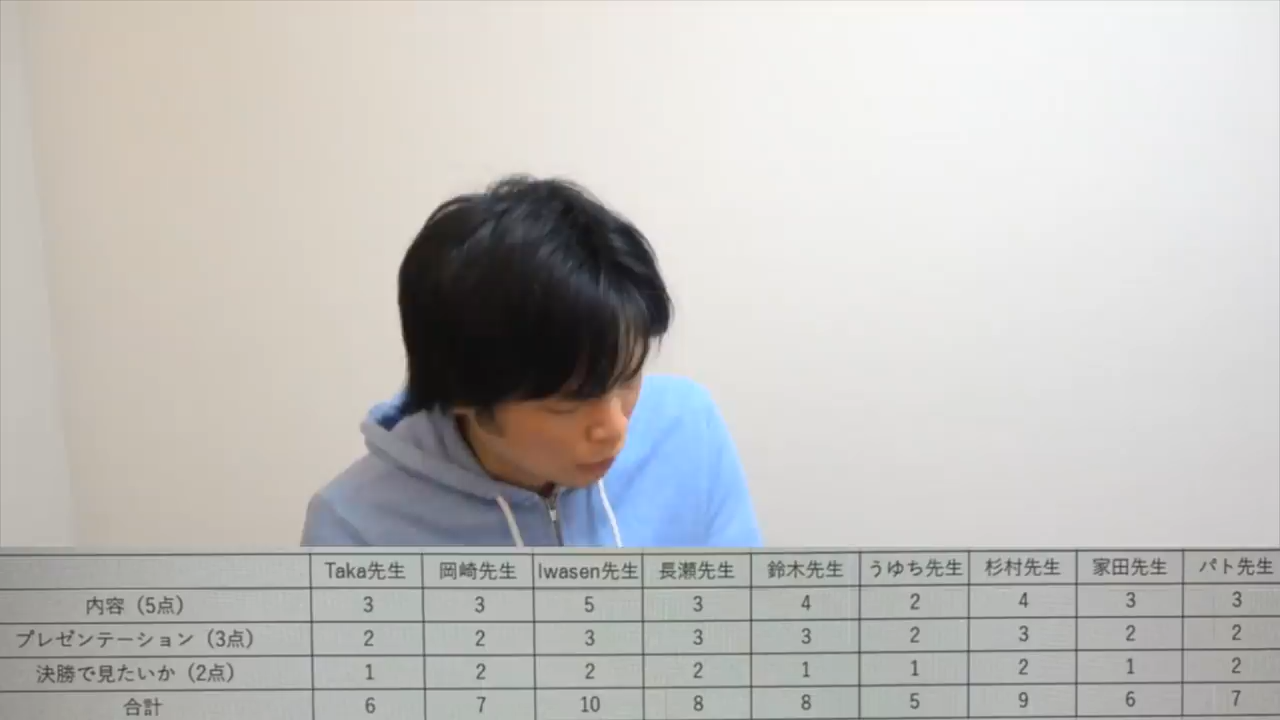 Taka先生 岡崎先生 Iwasen先生 長瀬先生 鈴木先生 うゆち先生 杉村先生 家田先生 パト先生
内容（5点） 3 3 5 3 4 2 4 3 3
プレゼンテーション（3点） 2 2 3 3 3 2 3 2 2
決勝で見たいか（2点） 1 2 2 2 1 1 2 1 2
合計 6 7 10 8 8 5 9 6 7